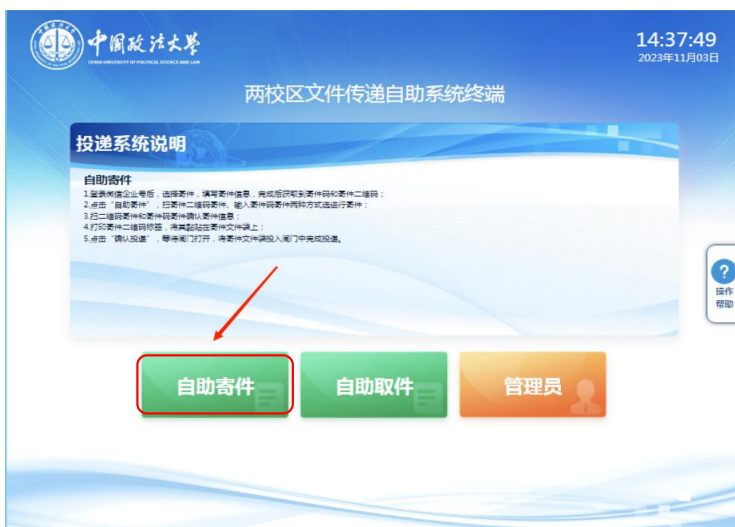 中国政法大学
CHINA UNIVERSITY OF POLITICAL SCIENCE AND LAW
14:37:49
2023年11月03日
两校区文件传递自助系统终端
投递系统说明
自助寄件
1.登录微信企业号后，选择寄件，填写寄件信息，完成后获取到寄件码和寄件二维码；
2.点击“自助寄件”，扫寄件二维码寄件、输入寄件码寄件两种方式选进行寄件；
3.扫二维码寄件和寄件码寄件确认寄件信息；
4.打印寄件二维码标签，将其黏贴在寄件文件袋上；
5.点击“确认投递”，等待闸门打开，将寄件文件袋投入闸门中完成投递。
?
操作
帮助
自助寄件
自助取件
管理员